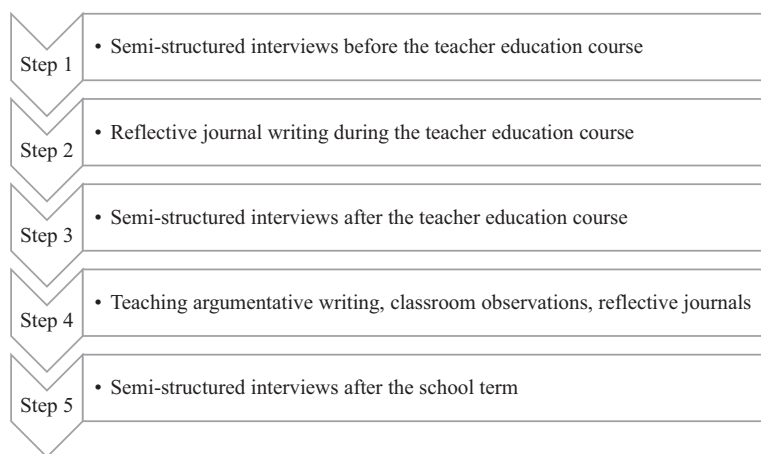 Step 1
• Semi-structured interviews before the teacher education course
Step 2
• Reflective journal writing during the teacher education course
Step 3
• Semi-structured interviews after the teacher education course
Step 4
• Teaching argumentative writing, classroom observations, reflective journals
Step 5
• Semi-structured interviews after the school term